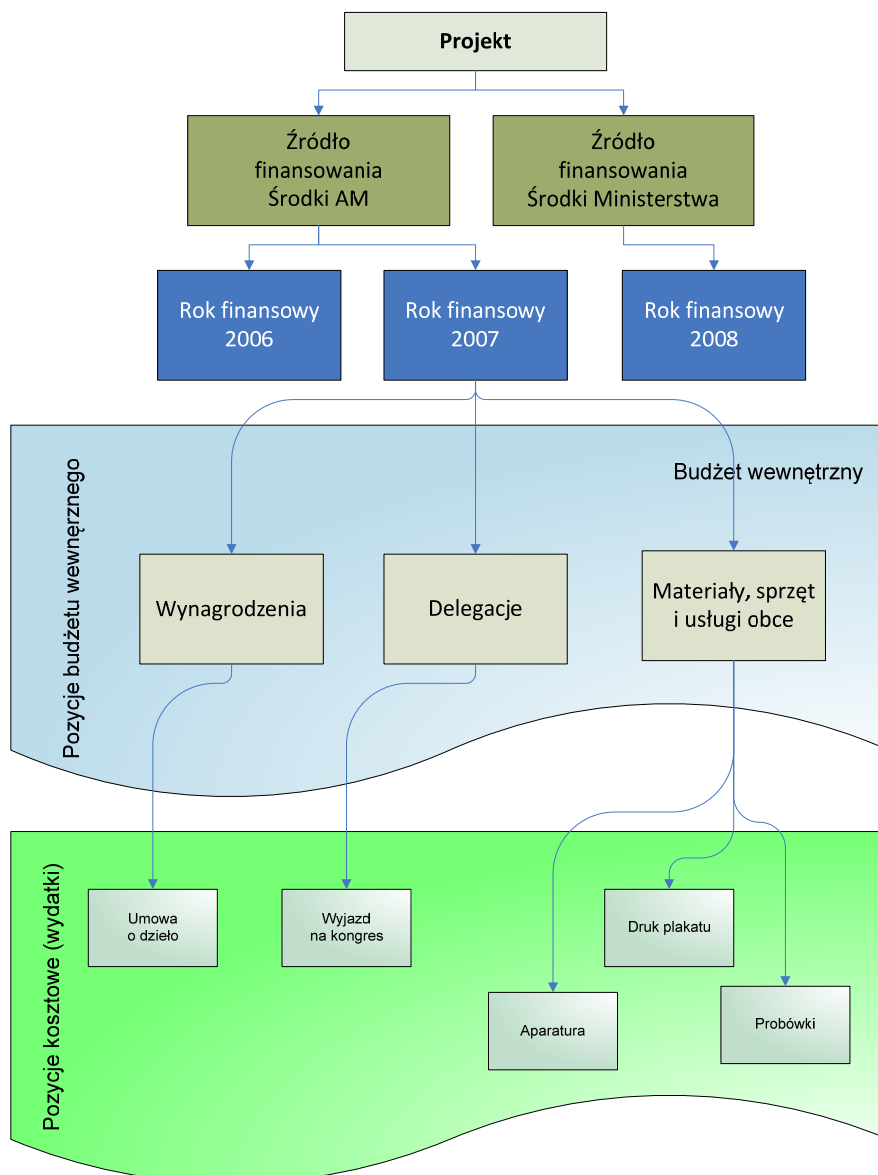 Projekt
Źródło
finansowania
Środki AM
Źródło
finansowania
Środki Ministerstwa
Rok finansowy
2006
Rok finansowy
2007
Rok finansowy
2008
Pozycje budżetu wewnęrznego
Budżet wewnętrzny
Wynagrodzenia
Delegacje
Materiały, sprzęt
i usługi obce
Pozycje kosztowe (wydatki)
Umowa
o dzieło
Wyjazd
na kongres
Druk plakatu
Aparatura
Probówki